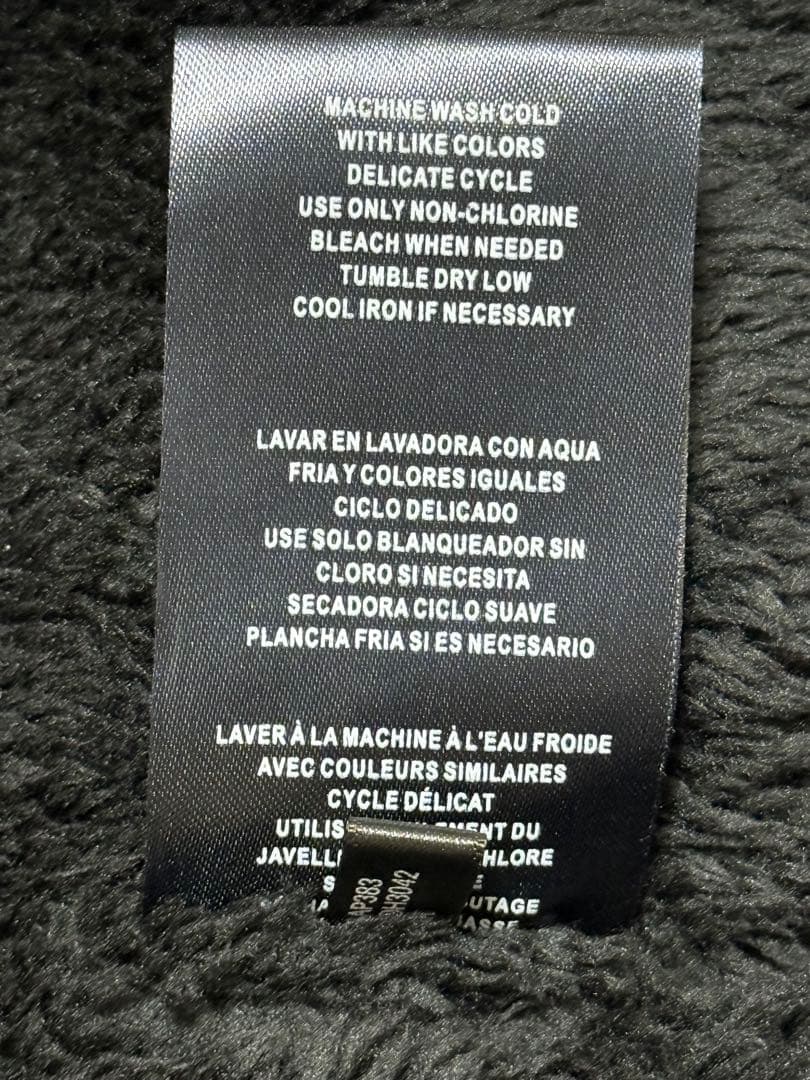 MACHINE WASH COLD
WITH LIKE COLORS
DELICATE CYCLE
USE ONLY NON-CHLORINE
BLEACH WHEN NEEDED
TUMBLE DRY LOW
COOL IRON IF NECESSARY
LAVAR EN LAVADORA CON AQUA
FRIA Y COLORES IGUALES
CICLO DELICADO
USE SOLO BLANQUEADOR SIN
CLORO SI NECESITA
SECADORA CICLO SUAVE
PLANCHA FRIA SI ES NECESARIO
LAVER À LA MACHINE À L'EAU FROIDE
AVEC COULEURS SIMILAIRES
CYCLE DÉLICAT
DU